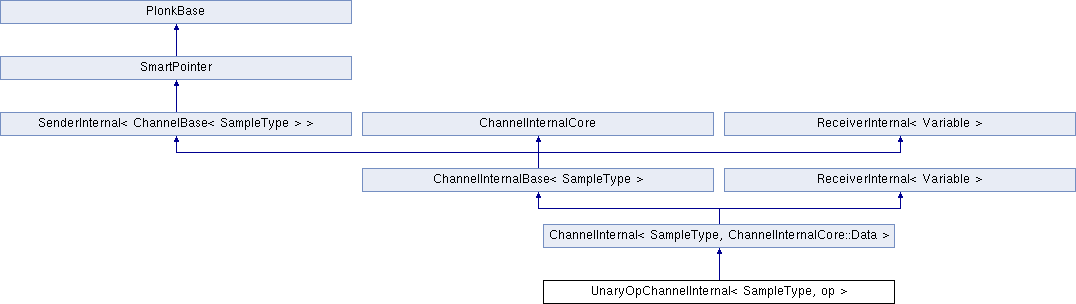 PlonkBase
SmartPointer
SenderInternal< ChannelBase< SampleType > >
ChannelInternalCore
ReceiverInternal< Variable >
ChannelInternalBase< SampleType >
ReceiverInternal< Variable >
ChannelInternal< SampleType, ChannelInternalCore::Data >
UnaryOpChannelInternal< SampleType, op >